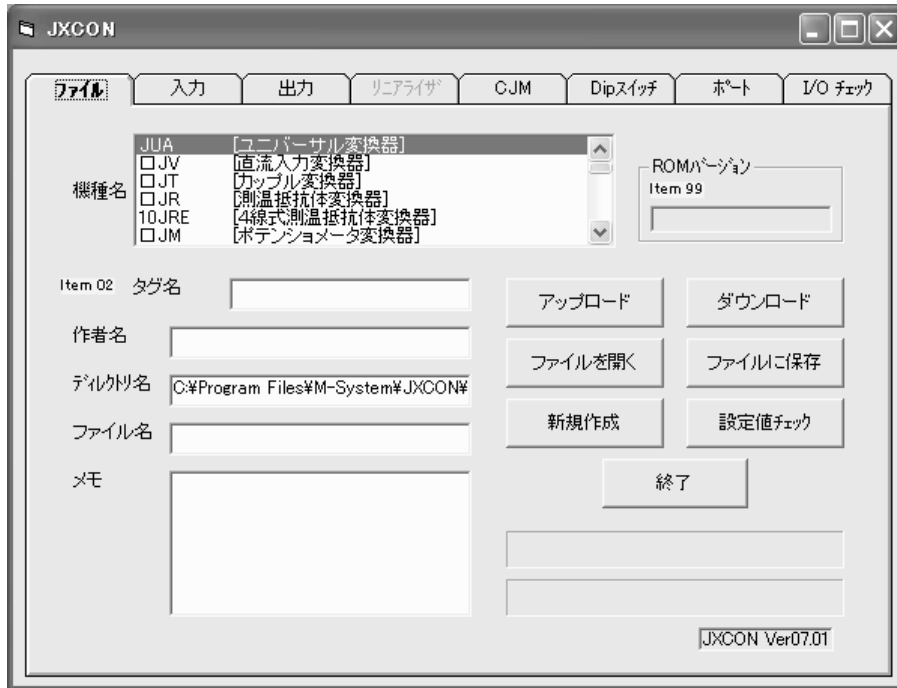 JXCON
ファイル 入力 出力 リニアライザ CJM Dipスイッチ ポート I/O チェック
機種名
JUA [ユニバーサル変換器]
□JV [直流入力変換器]
□JT [カップル変換器]
□JR [測温抵抗体変換器]
10JRE [4線式測温抵抗体変換器]
□JM [ポテンショメータ変換器]
ROMバージョン
Item 99
Item 02 タグ名
作者名
ディレクトリ名 C:¥Program Files¥M-System¥JXCON¥
ファイル名
メモ
アップロード ダウンロード
ファイルを開く ファイルに保存
新規作成 設定値チェック
終了
JXCON Ver07.01